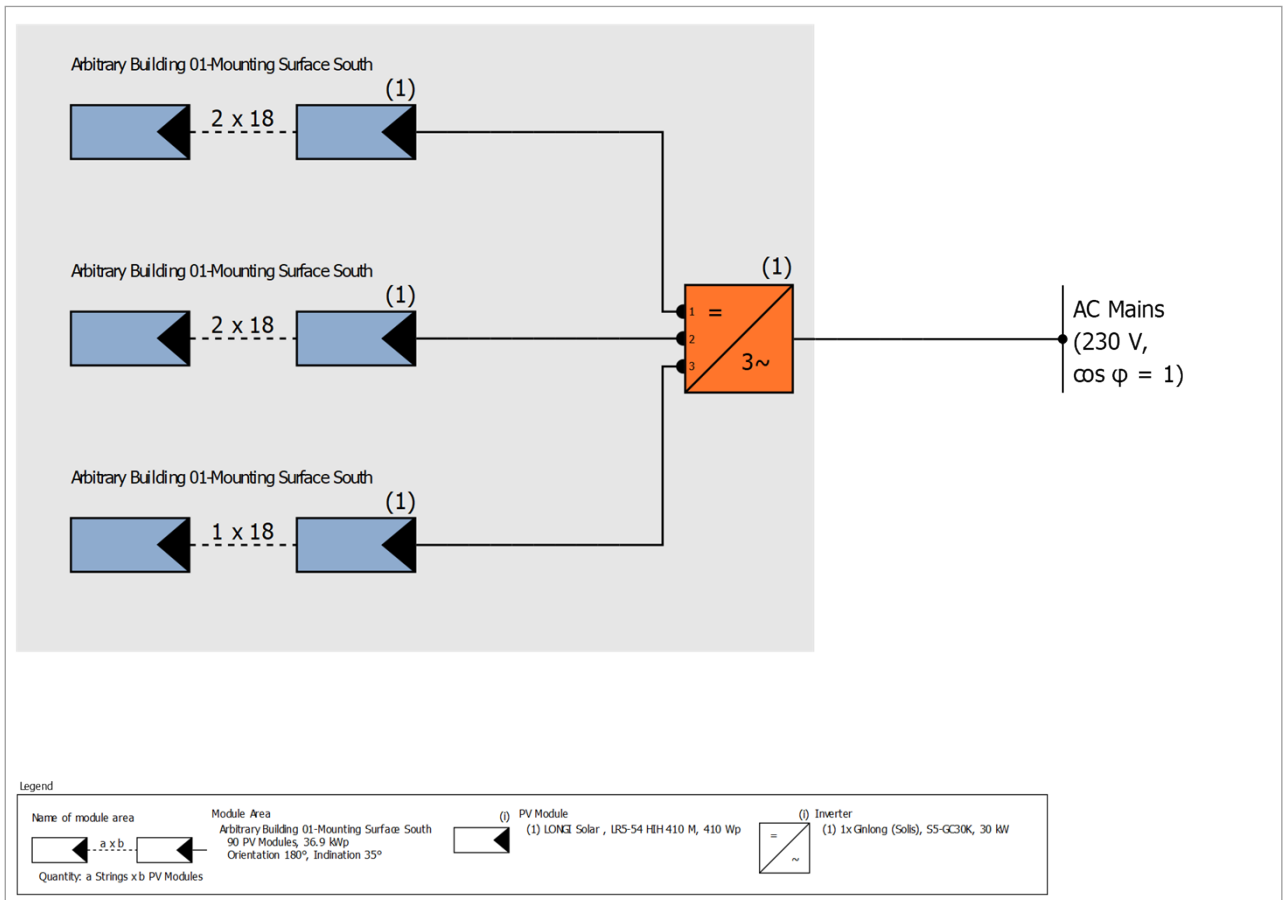 Arbitrary Building 01-Mounting Surface South
(1)
2 x 18
Arbitrary Building 01-Mounting Surface South
(1)
2 x 18
(1)
1 =
2
3 3~
AC Mains
(230 V,
cos φ = 1)
Arbitrary Building 01-Mounting Surface South
(1)
1 x 18
Legend
Name of module area
a x b
Quantity: a Strings x b PV Modules
Module Area
Arbitrary Building 01-Mounting Surface South
90 PV Modules, 36.9 kWp
Orientation 180°, Inclination 35°
(i) PV Module
(1) LONGi Solar , LR5-54 HIH 410 M, 410 Wp
(i) Inverter
(1) 1x Ginlong (Solis), S5-GC30K, 30 kW
=
~